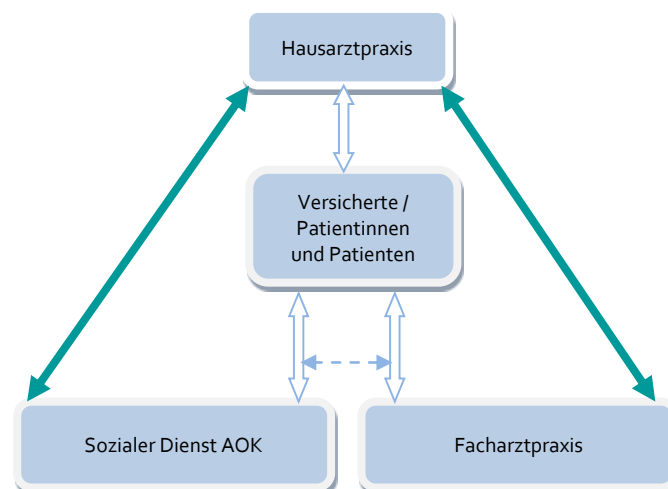 Hausarztpraxis
Versicherte /
Patientinnen
und Patienten
Sozialer Dienst AOK
Facharztpraxis